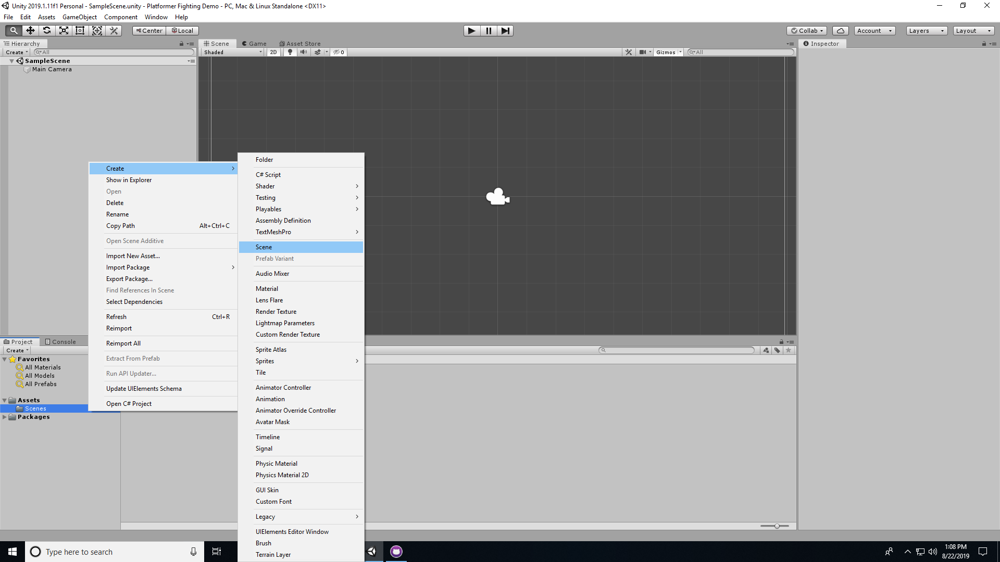 Unity 2019.1.11f1 Personal - SampleScene.unity - Platformer Fighting Demo - PC, Mac & Linux Standalone <DX11>
File Edit Assets GameObject Component Window Help
Center Local Collab Account Layers Layout
Hierarchy Scene Game Asset Store Inspector
Create All Shaded 2D 0 Gizmos All
SampleScene
Main Camera
Create
Show in Explorer
Open
Delete
Rename
Copy Path Alt+Ctrl+C
Open Scene Additive
Import New Asset...
Import Package
Export Package...
Find References In Scene
Select Dependencies
Refresh Ctrl+R
Reimport
Reimport All
Extract From Prefab
Run API Updater...
Update UIElements Schema
Open C# Project
Folder
C# Script
Shader
Testing
Playables
Assembly Definition
TextMeshPro
Scene
Prefab Variant
Audio Mixer
Material
Lens Flare
Render Texture
Lightmap Parameters
Custom Render Texture
Sprite Atlas
Sprites
Tile
Animator Controller
Animation
Animator Override Controller
Avatar Mask
Timeline
Signal
Physic Material
Physics Material 2D
GUI Skin
Custom Font
Legacy
UIElements Editor Window
Brush
Terrain Layer
Project Console
Create
Favorites
All Materials
All Models
All Prefabs
Assets
Scenes
Packages
Type here to search
1:08 PM
8/22/2019